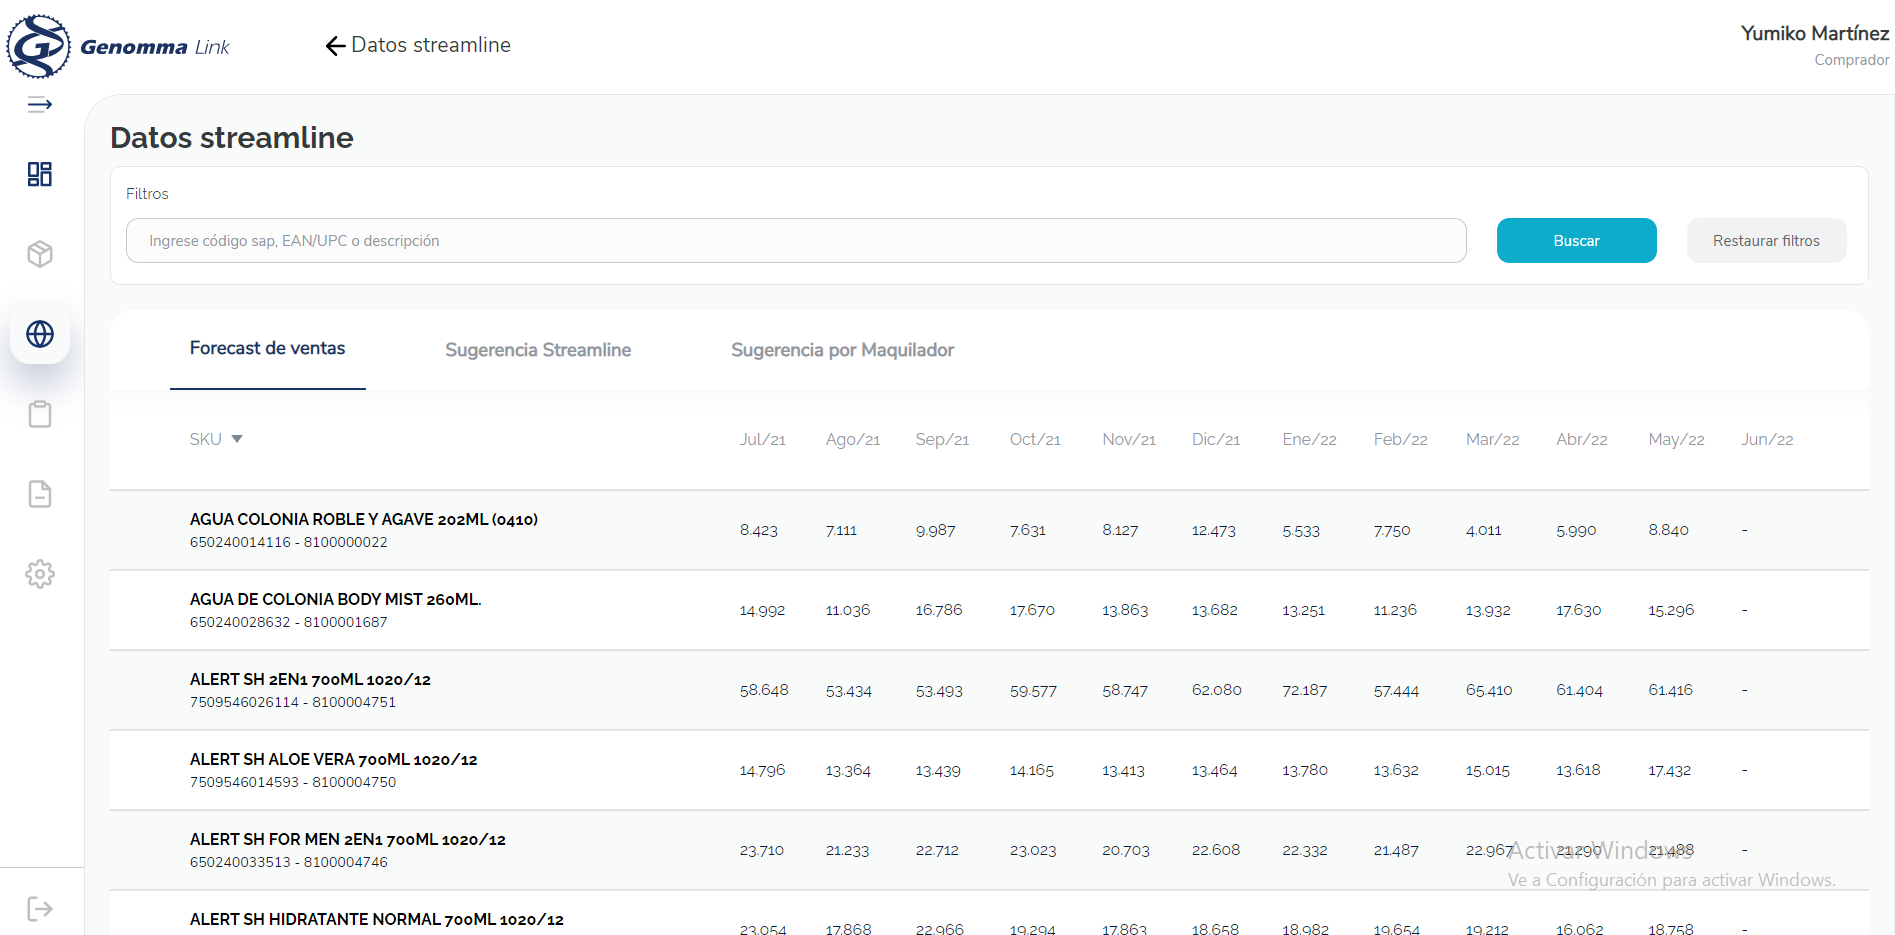 Genomma Link
Datos streamline
Yumiko Martínez
Comprador
Datos streamline
Filtros
Ingrese código sap, EAN/UPC o descripción
Buscar
Restaurar filtros
Forecast de ventas
Sugerencia Streamline
Sugerencia por Maquilador
SKU Jul/21 Ago/21 Sep/21 Oct/21 Nov/21 Dic/21 Ene/22 Feb/22 Mar/22 Abr/22 May/22 Jun/22
AGUA COLONIA ROBLE Y AGAVE 202ML (0410)
650240014116 - 8100000022
8.423 7.111 9.987 7.631 8.127 12.473 5.533 7.750 4.011 5.990 8.840 -
AGUA DE COLONIA BODY MIST 260ML.
650240028632 - 8100001687
14.992 11.036 16.786 17.670 13.863 13.682 13.251 11.236 13.932 17.630 15.296 -
ALERT SH 2EN1 700ML 1020/12
7509546026114 - 8100004751
58.648 53.434 53.493 59.577 58.747 62.080 72.187 57.444 65.410 61.404 61.416 -
ALERT SH ALOE VERA 700ML 1020/12
7509546014593 - 8100004750
14.796 13.364 13.439 14.165 13.413 13.464 13.780 13.632 15.015 13.618 17.432 -
ALERT SH FOR MEN 2EN1 700ML 1020/12
650240033513 - 8100004746
23.710 21.233 22.712 23.023 20.703 22.608 22.332 21.487 22.967 21.290 21.488 -
Activar Windows
Ve a Configuración para activar Windows.
ALERT SH HIDRATANTE NORMAL 700ML 1020/12
23.054 17.868 22.966 19.294 17.863 18.658 18.982 19.654 19.212 16.062 18.758 -